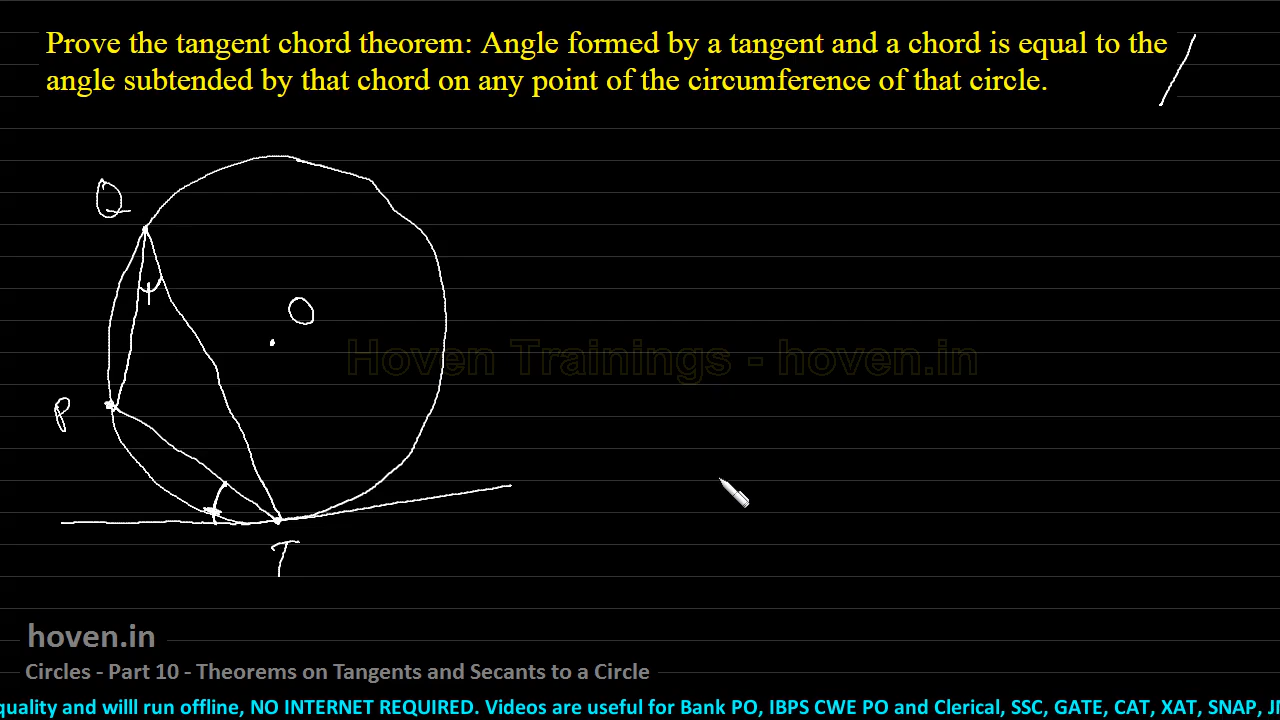 Prove the tangent chord theorem: Angle formed by a tangent and a chord is equal to the
angle subtended by that chord on any point of the circumference of that circle.
Q
O
Hoven Trainings - hoven.in
P
T
hoven.in
Circles - Part 10 - Theorems on Tangents and Secants to a Circle
quality and willl run offline, NO INTERNET REQUIRED. Videos are useful for Bank PO, IBPS CWE PO and Clerical, SSC, GATE, CAT, XAT, SNAP,